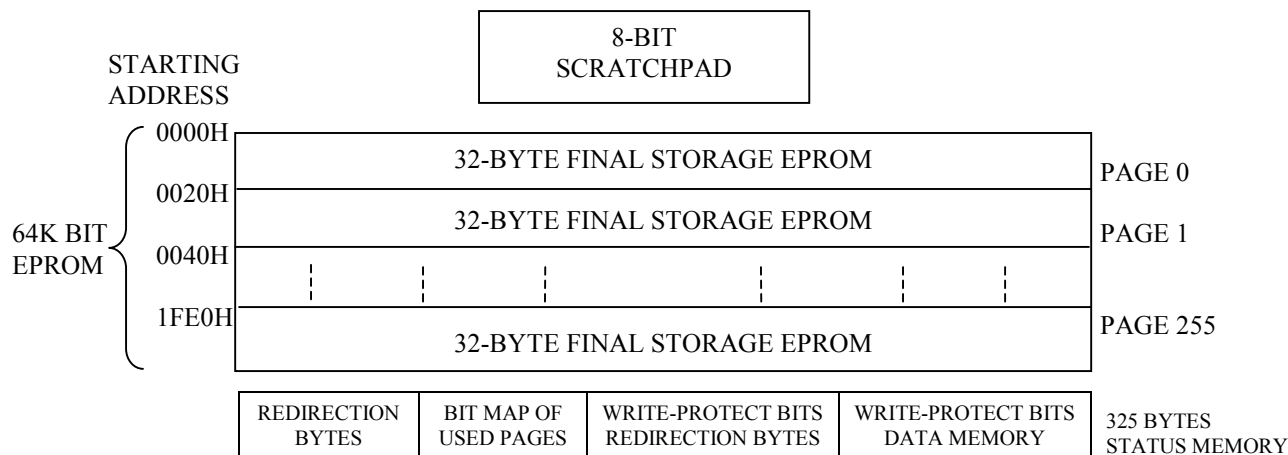 8-BIT
SCRATCHPAD
STARTING
ADDRESS
0000H
32-BYTE FINAL STORAGE EPROM
PAGE 0
0020H
32-BYTE FINAL STORAGE EPROM
PAGE 1
64K BIT
EPROM
0040H
1FE0H
32-BYTE FINAL STORAGE EPROM
PAGE 255
REDIRECTION
BYTES
BIT MAP OF
USED PAGES
WRITE-PROTECT BITS
REDIRECTION BYTES
WRITE-PROTECT BITS
DATA MEMORY
325 BYTES
STATUS MEMORY